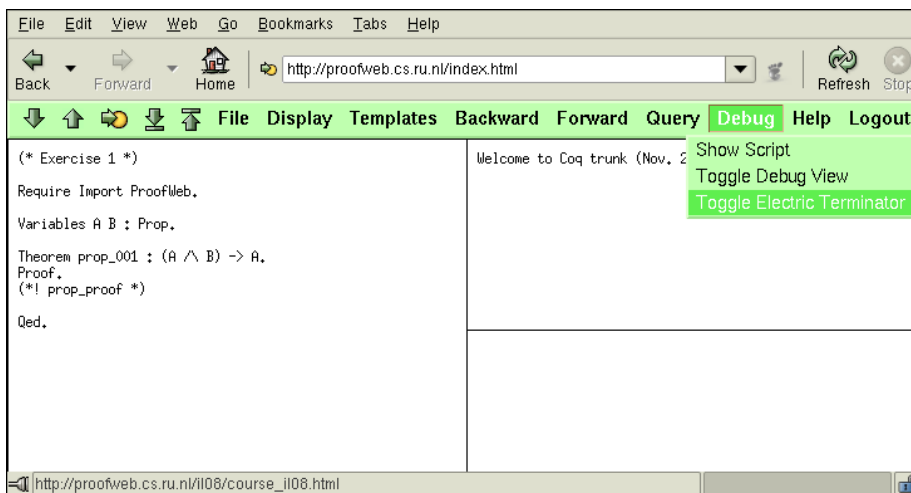 File Edit View Web Go Bookmarks Tabs Help
http://proofweb.cs.ru.nl/index.html
Back Forward Home Refresh Stop
File Display Templates Backward Forward Query Debug Help Logout
Show Script
Toggle Debug View
Toggle Electric Terminator
(* Exercise 1 *)
Require Import ProofWeb.
Variables A B : Prop.
Theorem prop_001 : (A /\ B) -> A.
Proof.
(*! prop_proof *)
Qed.
Welcome to Coq trunk (Nov. 2
http://proofweb.cs.ru.nl/il08/course_il08.html